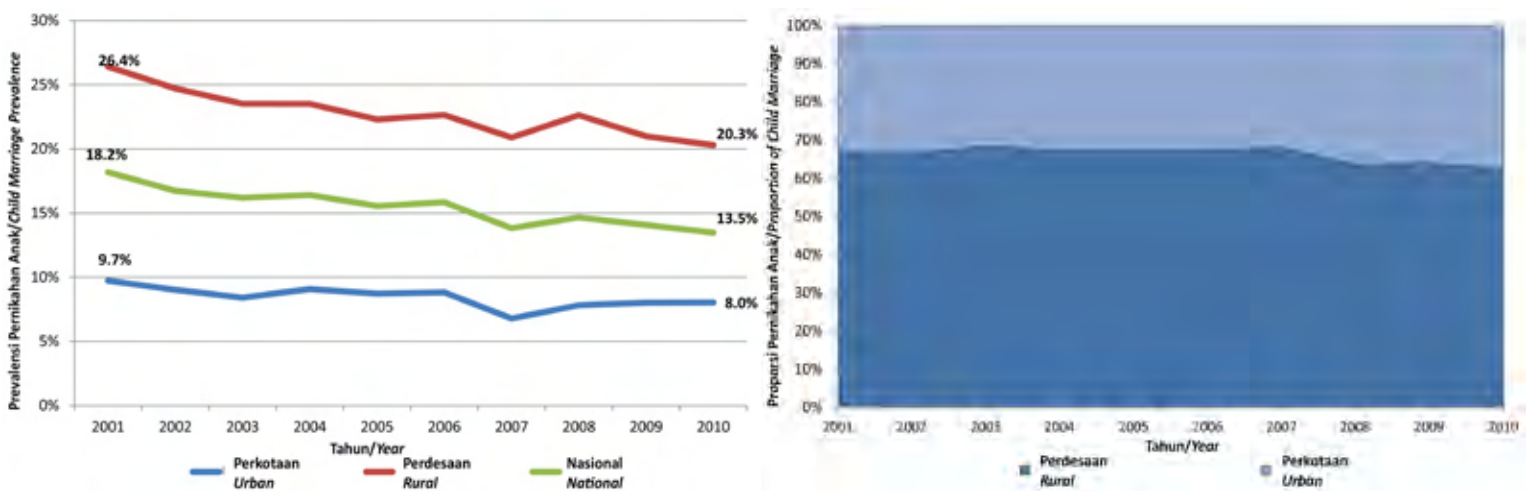 Prevalensi Pernikahan Anak/Child Marriage Prevalence
30%
25%
20%
15%
10%
5%
0%
26.4%
20.3%
18.2%
13.5%
9.7%
8.0%
2001 2002 2003 2004 2005 2006 2007 2008 2009 2010
Tahun/Year
Perkotaan
Urban
Perdesaan
Rural
Nasional
National
Proporsi Pernikahan Anak/Proportion of Child Marriage
100%
90%
80%
70%
60%
50%
40%
30%
20%
10%
0%
2001 2002 2003 2004 2005 2006 2007 2008 2009 2010
Tahun/Year
Perdesaan
Rural
Perkotaan
Urban